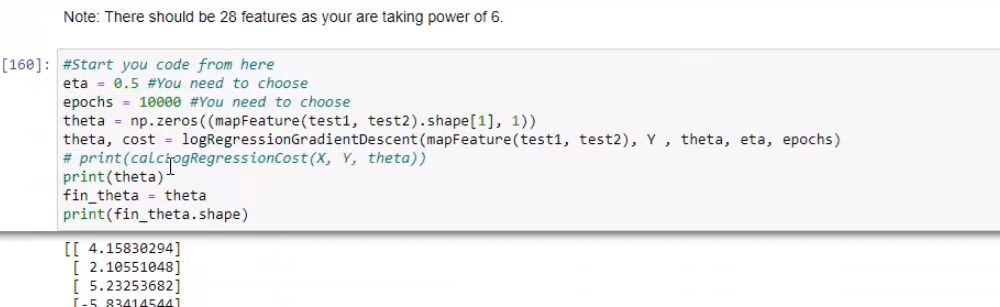 Note: There should be 28 features as your are taking power of 6.
[160]: #Start you code from here
eta = 0.5 #You need to choose
epochs = 10000 #You need to choose
theta = np.zeros((mapFeature(test1, test2).shape[1], 1))
theta, cost = logRegressionGradientDescent(mapFeature(test1, test2), Y , theta, eta, epochs)
# print(calcLogRegressionCost(X, Y, theta))
print(theta)
fin_theta = theta
print(fin_theta.shape)
[[ 4.15830294]
[ 2.10551048]
[ 5.23253682]
[-5.83414544]